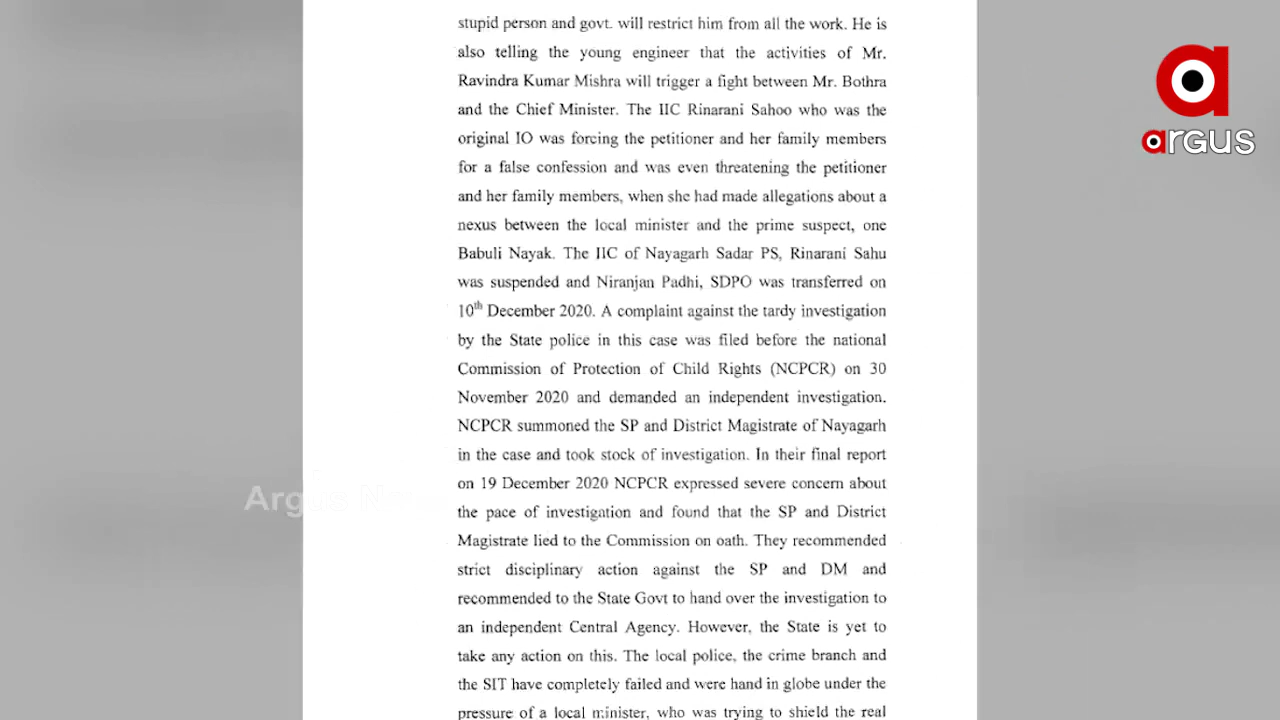 stupid person and govt. will restrict him from all the work. He is
also telling the young engineer that the activities of Mr.
Ravindra Kumar Mishra will trigger a fight between Mr. Bothra
and the Chief Minister. The IIC Rinarani Sahoo who was the
original IO was forcing the petitioner and her family members
for a false confession and was even threatening the petitioner
and her family members, when she had made allegations about a
nexus between the local minister and the prime suspect, one
Babuli Nayak. The IIC of Nayagarh Sadar PS, Rinarani Sahu
was suspended and Niranjan Padhi, SDPO was transferred on
10th December 2020. A complaint against the tardy investigation
by the State police in this case was filed before the national
Commission of Protection of Child Rights (NCPCR) on 30
November 2020 and demanded an independent investigation.
NCPCR summoned the SP and District Magistrate of Nayagarh
in the case and took stock of investigation. In their final report
on 19 December 2020 NCPCR expressed severe concern about
the pace of investigation and found that the SP and District
Magistrate lied to the Commission on oath. They recommended
strict disciplinary action against the SP and DM and
recommended to the State Govt to hand over the investigation to
an independent Central Agency. However, the State is yet to
take any action on this. The local police, the crime branch and
the SIT have completely failed and were hand in globe under the
pressure of a local minister, who was trying to shield the real
argus
Argus